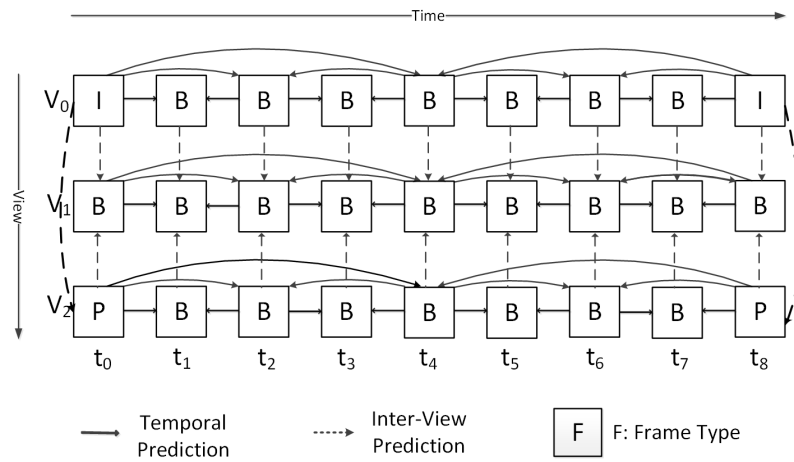 Time
View
V0 I B B B B B B B I
V1 B B B B B B B B B
V2 P B B B B B B B P
t0 t1 t2 t3 t4 t5 t6 t7 t8
Temporal Prediction
Inter-View Prediction
F F: Frame Type